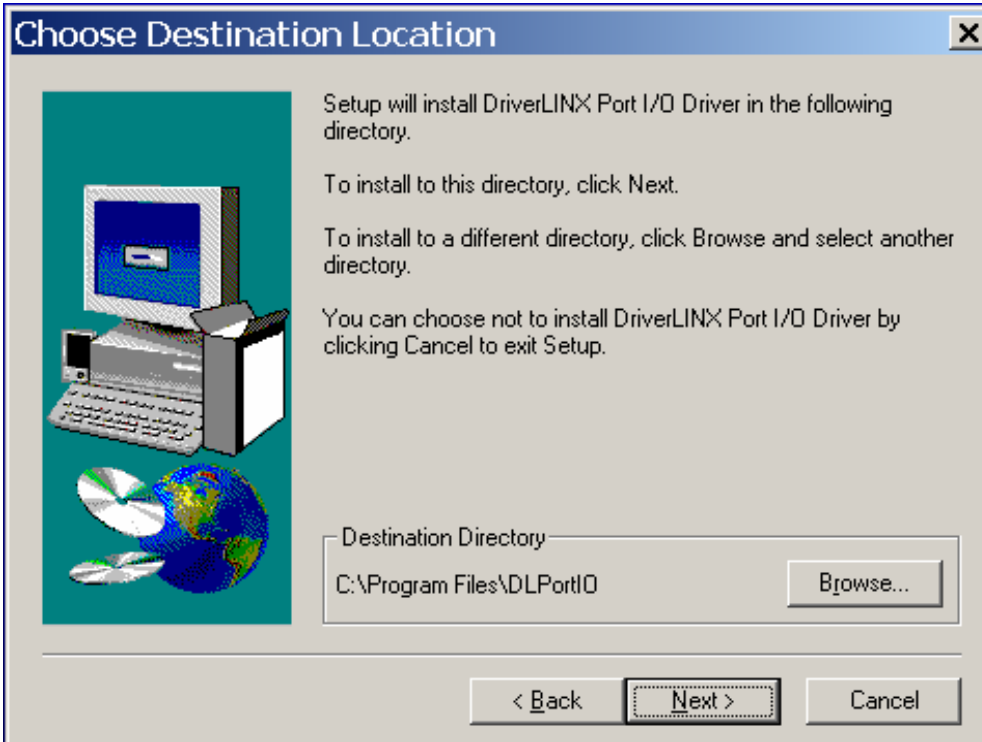 Choose Destination Location
Setup will install DriverLINX Port I/O Driver in the following
directory.
To install to this directory, click Next.
To install to a different directory, click Browse and select another
directory.
You can choose not to install DriverLINX Port I/O Driver by
clicking Cancel to exit Setup.
Destination Directory
C:\Program Files\DLPortIO
Browse...
< Back
Next >
Cancel